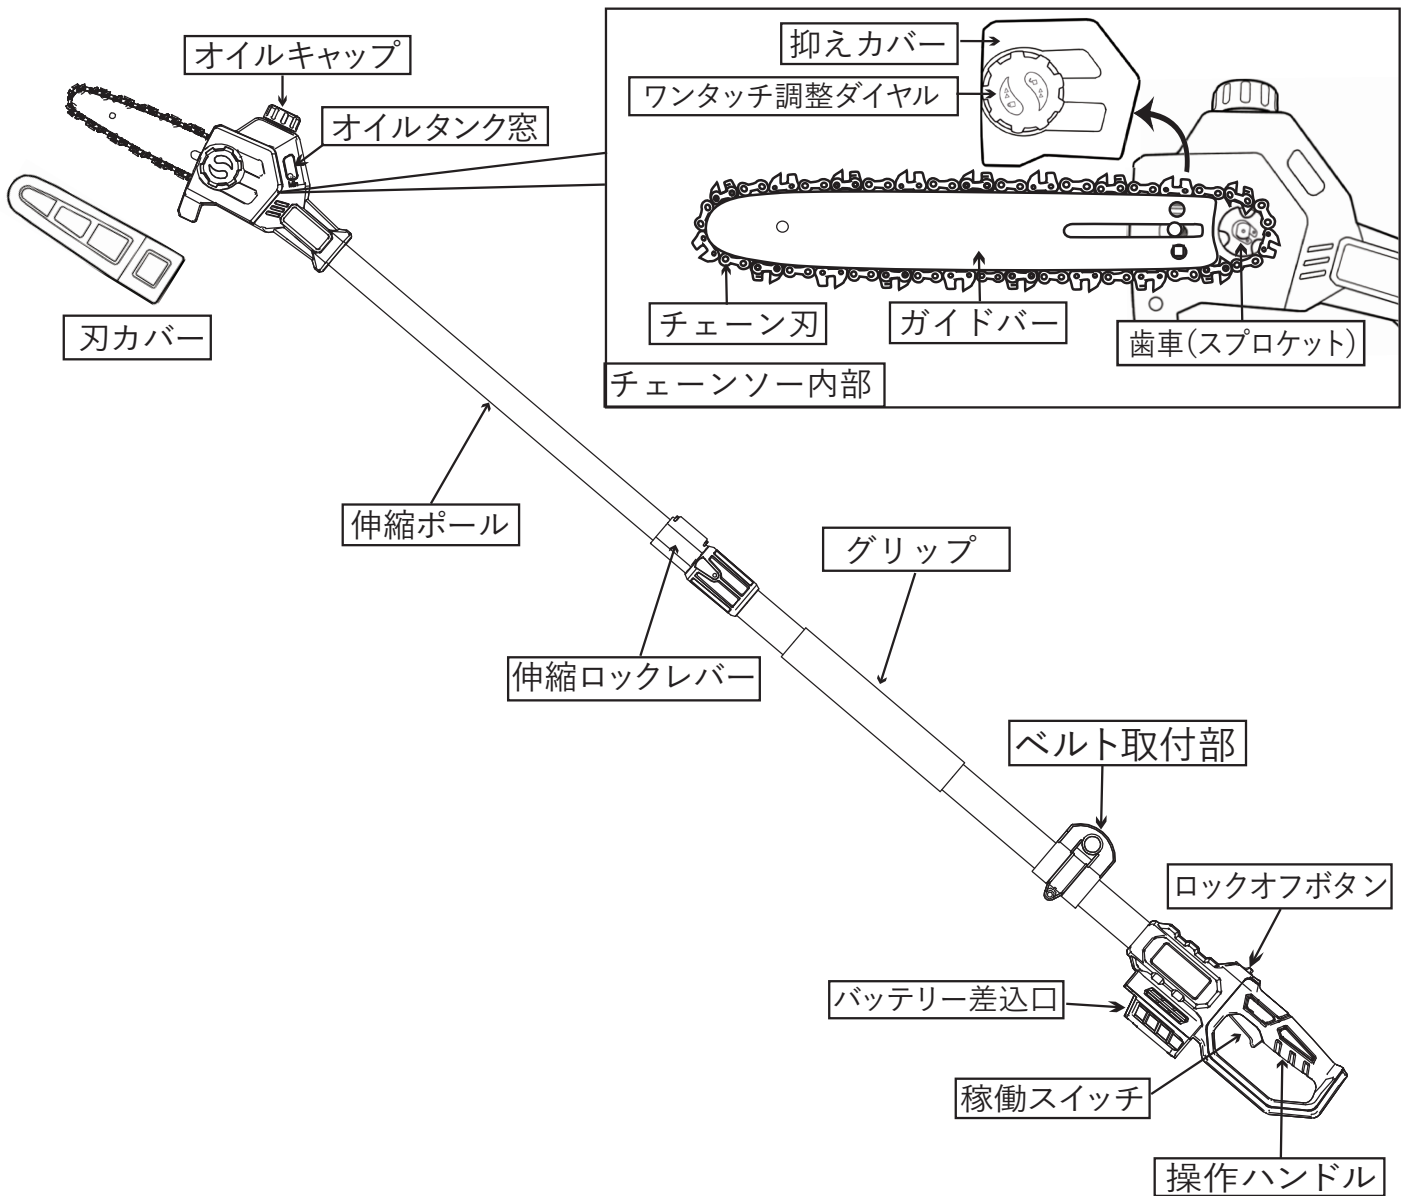 オイルキャップ
オイルタンク窓
刃カバー
抑えカバー
ワンタッチ調整ダイヤル
チェーン刃
ガイドバー
歯車(スプロケット)
チェーンソー内部
伸縮ポール
グリップ
伸縮ロックレバー
ベルト取付部
ロックオフボタン
バッテリー差込口
稼働スイッチ
操作ハンドル